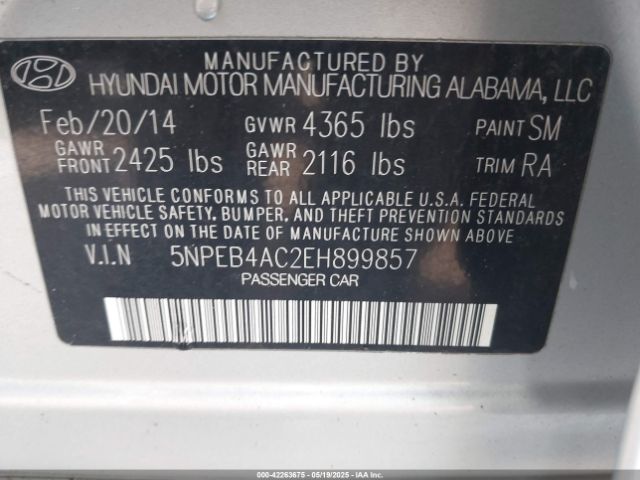 MANUFACTURED BY
HYUNDAI MOTOR MANUFACTURING ALABAMA, LLC
Feb/20/14 GVWR 4365 lbs PAINT SM
GAWR FRONT 2425 lbs GAWR REAR 2116 lbs TRIM RA
THIS VEHICLE CONFORMS TO ALL APPLICABLE U.S.A. FEDERAL
MOTOR VEHICLE SAFETY, BUMPER, AND THEFT PREVENTION STANDARDS
IN EFFECT ON THE DATE OF MANUFACTURE SHOWN ABOVE.
V.I.N 5NPEB4AC2EH899857
PASSENGER CAR
000-42263675 - 05/19/2025 - IAAI.COM